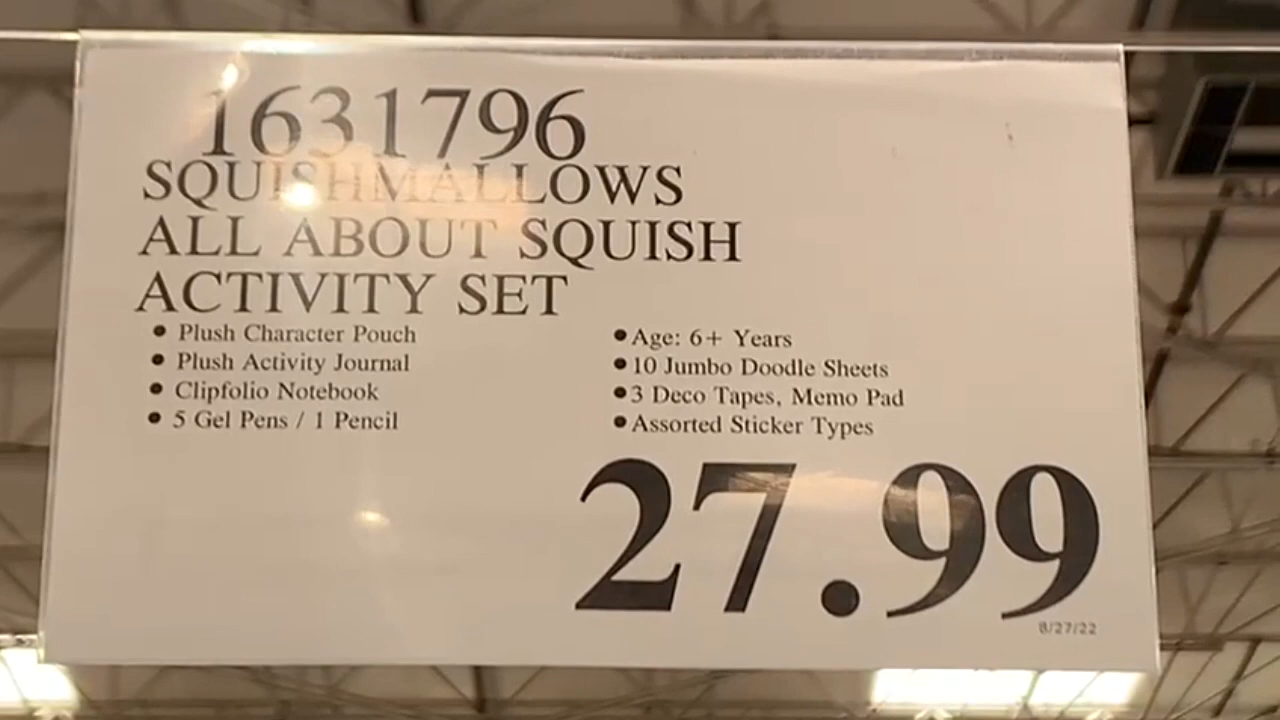 1631796
SQUISHMALLOWS
ALL ABOUT SQUISH
ACTIVITY SET
● Plush Character Pouch
● Plush Activity Journal
● Clipfolio Notebook
● 5 Gel Pens / 1 Pencil
● Age: 6+ Years
● 10 Jumbo Doodle Sheets
● 3 Deco Tapes, Memo Pad
● Assorted Sticker Types
27.99
8/27/22